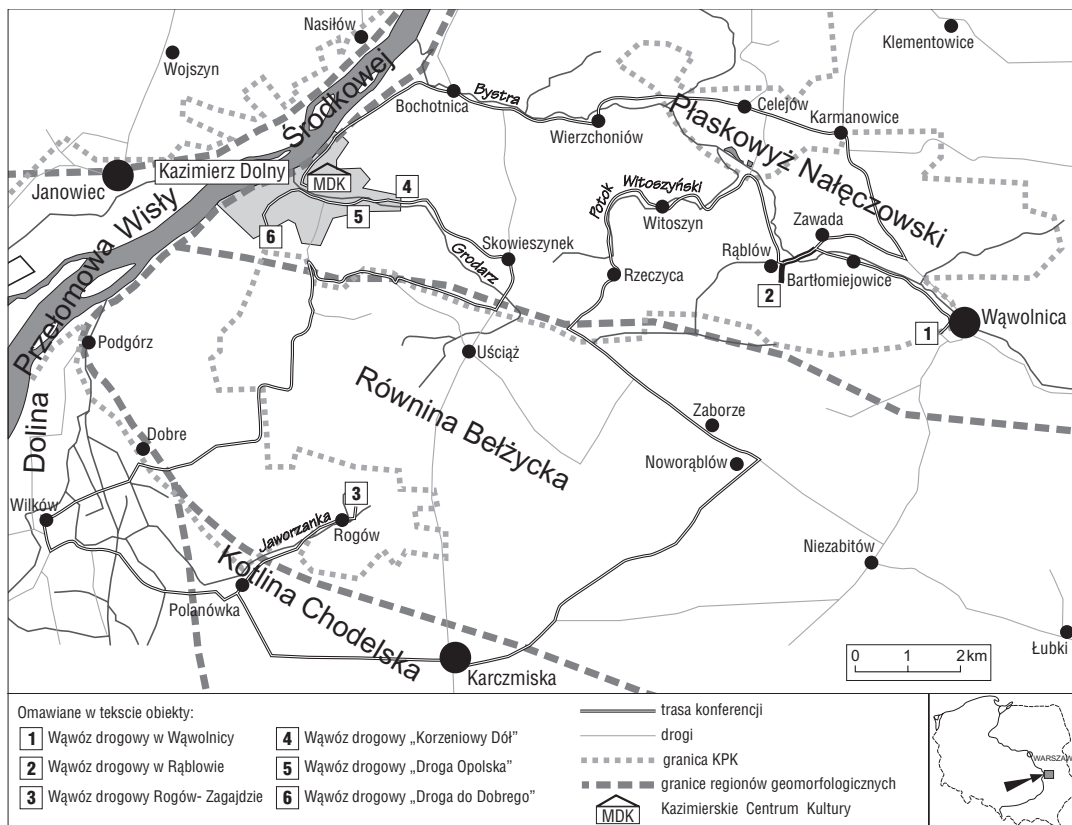 Nasiłów
Klementowice
Wojszyn
Środkowej
Bystra
Bochotnica
Celejów
Karmanowice
Wierzchoniów
Płaskowyż Nałęczowski
Kazimierz Dolny
MDK
Janowiec
4
5
6
Potok Witoszyński
Witoszyn
Zawada
Skowieszynek
Grodarz
Rzeczyca
Rąblów
Bartłomiejowice
2
Wąwolnica
1
Przełomowa Wisły
Podgórz
Uściąż
Równina Bełżycka
Dolina
Dobre
Zaborze
Noworąblów
Wilków
3
Jaworzanka
Rogów
Niezabitów
Kotlina Chodelska
Polanówka
Karczmiska
Łubki
0 1 2 km
Omawiane w tekście obiekty:
1 Wąwóz drogowy w Wąwolnicy
2 Wąwóz drogowy w Rąblowie
3 Wąwóz drogowy Rogów- Zagajdzie
4 Wąwóz drogowy „Korzeniowy Dół”
5 Wąwóz drogowy „Droga Opolska”
6 Wąwóz drogowy „Droga do Dobrego”
trasa konferencji
drogi
granica KPK
granice regionów geomorfologicznych
MDK Kazimierskie Centrum Kultury
WARSZAWA